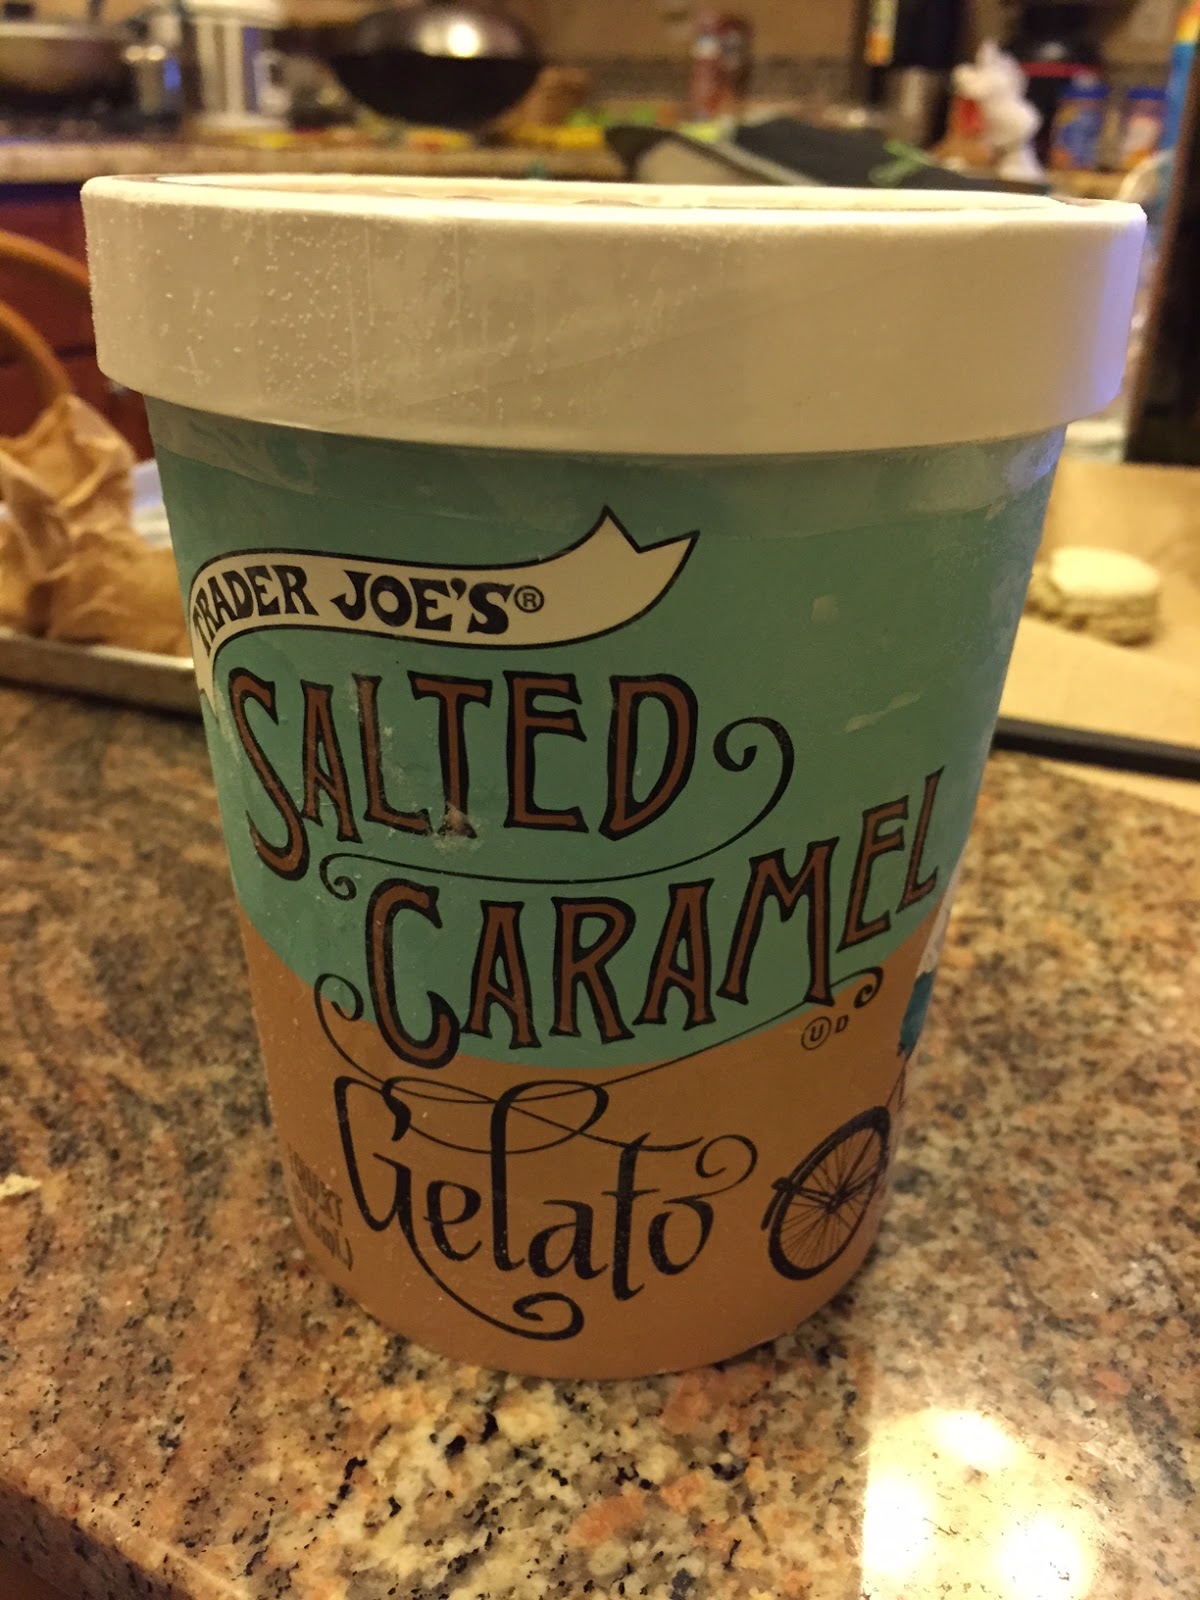 TRADER JOE'S®
SALTED
CARAMEL
Ⓤ D
Gelato